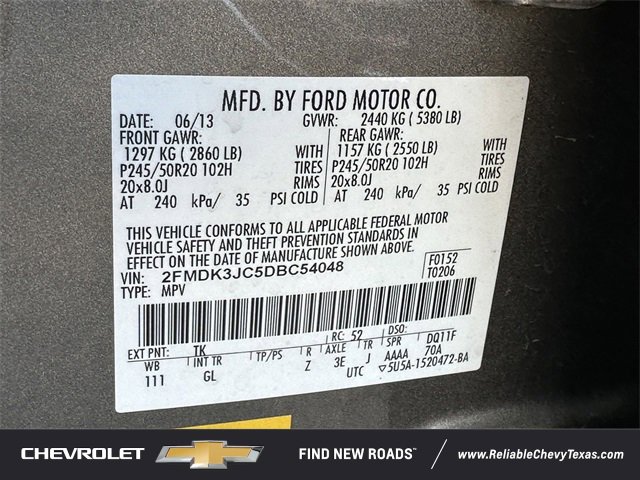 MFD. BY FORD MOTOR CO.
DATE: 06/13 GVWR: 2440 KG ( 5380 LB)
FRONT GAWR: REAR GAWR:
1297 KG ( 2860 LB) WITH 1157 KG ( 2550 LB) WITH
P245/50R20 102H TIRES P245/50R20 102H TIRES
20x8.0J RIMS 20x8.0J RIMS
AT 240 kPa/ 35 PSI COLD AT 240 kPa/ 35 PSI COLD
THIS VEHICLE CONFORMS TO ALL APPLICABLE FEDERAL MOTOR
VEHICLE SAFETY AND THEFT PREVENTION STANDARDS IN
EFFECT ON THE DATE OF MANUFACTURE SHOWN ABOVE.
VIN: 2FMDK3JC5DBC54048 F0152
TYPE: MPV T0206
EXT PNT: TK RC: 52 DSO:
WB INT TR TP/PS R AXLE TR SPR DQ11F
111 GL Z 3E J AAAA 70A
UTC ▽5U5A-1520472-BA
CHEVROLET FIND NEW ROADS™ www.ReliableChevyTexas.com